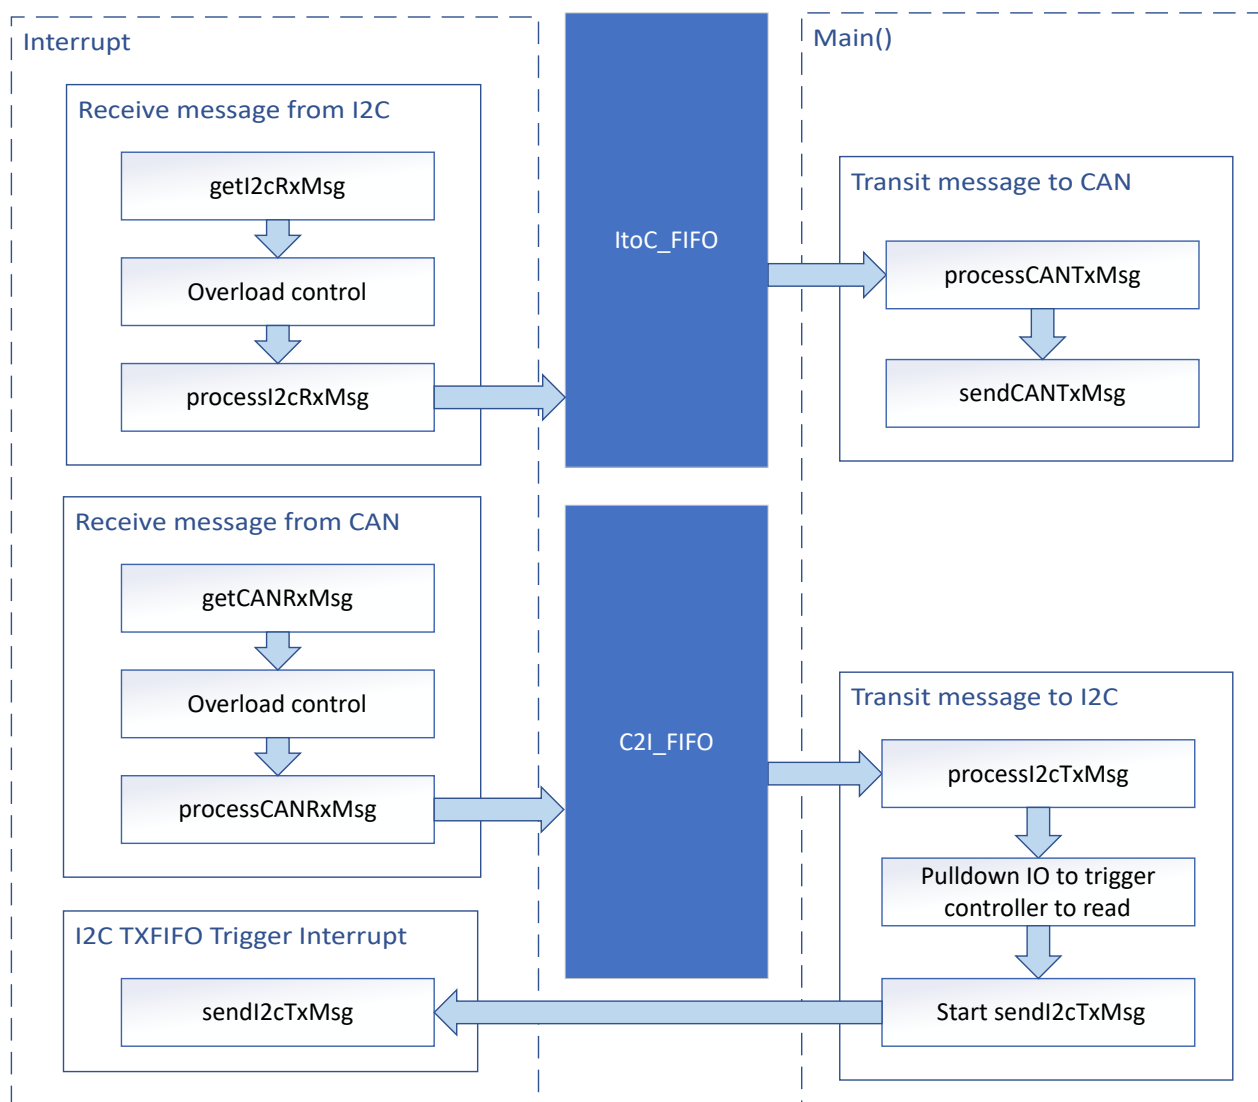 Interrupt
Receive message from I2C
getI2cRxMsg
Overload control
processI2cRxMsg
Receive message from CAN
getCANRxMsg
Overload control
processCANRxMsg
I2C TXFIFO Trigger Interrupt
sendI2cTxMsg
ItoC_FIFO
C2I_FIFO
Main()
Transit message to CAN
processCANTxMsg
sendCANTxMsg
Transit message to I2C
processI2cTxMsg
Pulldown IO to trigger
controller to read
Start sendI2cTxMsg